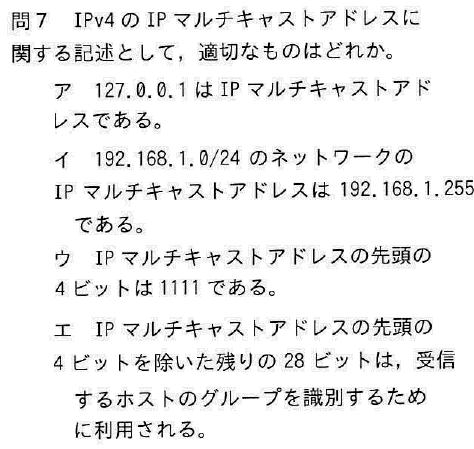 問7　IPv4 の IP マルチキャストアドレスに
関する記述として，適切なものはどれか。
ア　127.0.0.1 は IP マルチキャストアド
レスである。
イ　192.168.1.0/24 のネットワークの
IP マルチキャストアドレスは 192.168.1.255
である。
ウ　IP マルチキャストアドレスの先頭の
4 ビットは 1111 である。
エ　IP マルチキャストアドレスの先頭の
4 ビットを除いた残りの 28 ビットは，受信
するホストのグループを識別するため
に利用される。